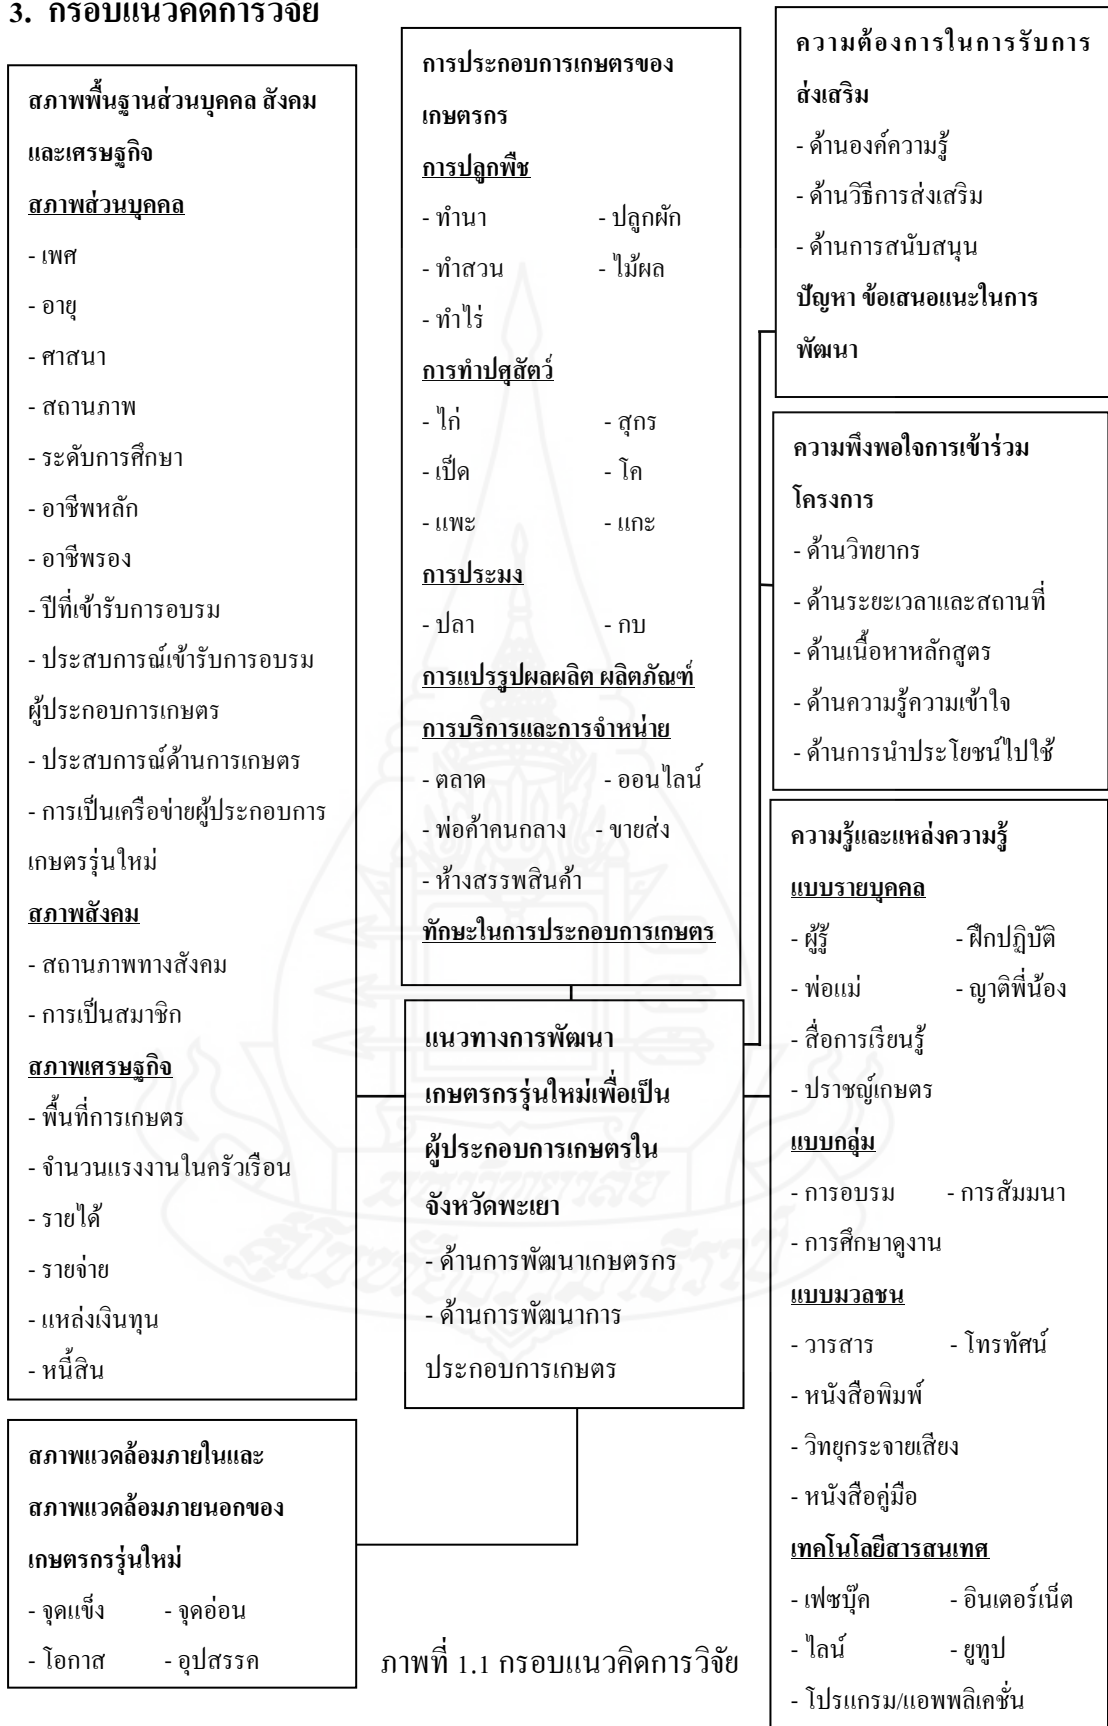 3. กรอบแนวคิดการวิจัย
สภาพพื้นฐานส่วนบุคคล สังคม
และเศรษฐกิจ
สภาพส่วนบุคคล
- เพศ
- อายุ
- ศาสนา
- สถานภาพ
- ระดับการศึกษา
- อาชีพหลัก
- อาชีพรอง
- ปีที่เข้ารับการอบรม
- ประสบการณ์เข้ารับการอบรม
ผู้ประกอบการเกษตร
- ประสบการณ์ด้านการเกษตร
- การเป็นเครือข่ายผู้ประกอบการ
เกษตรรุ่นใหม่
สภาพสังคม
- สถานภาพทางสังคม
- การเป็นสมาชิก
สภาพเศรษฐกิจ
- พื้นที่การเกษตร
- จำนวนแรงงานในครัวเรือน
- รายได้
- รายจ่าย
- แหล่งเงินทุน
- หนี้สิน
สภาพแวดล้อมภายในและ
สภาพแวดล้อมภายนอกของ
เกษตรกรรุ่นใหม่
- จุดแข็ง - จุดอ่อน
- โอกาส - อุปสรรค
การประกอบการเกษตรของ
เกษตรกร
การปลูกพืช
- ทำนา - ปลูกผัก
- ทำสวน - ไม้ผล
- ทำไร่
การทำปศุสัตว์
- ไก่ - สุกร
- เป็ด - โค
- แพะ - แกะ
การประมง
- ปลา - กบ
การแปรรูปผลผลิต ผลิตภัณฑ์
การบริการและการจำหน่าย
- ตลาด - ออนไลน์
- พ่อค้าคนกลาง - ขายส่ง
- ห้างสรรพสินค้า
ทักษะในการประกอบการเกษตร
แนวทางการพัฒนา
เกษตรกรรุ่นใหม่เพื่อเป็น
ผู้ประกอบการเกษตรใน
จังหวัดพะเยา
- ด้านการพัฒนาเกษตรกร
- ด้านการพัฒนาการ
ประกอบการเกษตร
ความต้องการในการรับการ
ส่งเสริม
- ด้านองค์ความรู้
- ด้านวิธีการส่งเสริม
- ด้านการสนับสนุน
ปัญหา ข้อเสนอแนะในการ
พัฒนา
ความพึงพอใจการเข้าร่วม
โครงการ
- ด้านวิทยากร
- ด้านระยะเวลาและสถานที่
- ด้านเนื้อหาหลักสูตร
- ด้านความรู้ความเข้าใจ
- ด้านการนำประโยชน์ไปใช้
ความรู้และแหล่งความรู้
แบบรายบุคคล
- ผู้รู้ - ฝึกปฏิบัติ
- พ่อแม่ - ญาติพี่น้อง
- สื่อการเรียนรู้
- ปราชญ์เกษตร
แบบกลุ่ม
- การอบรม - การสัมมนา
- การศึกษาดูงาน
แบบมวลชน
- วารสาร - โทรทัศน์
- หนังสือพิมพ์
- วิทยุกระจายเสียง
- หนังสือคู่มือ
เทคโนโลยีสารสนเทศ
- เฟซบุ๊ค - อินเตอร์เน็ต
- ไลน์ - ยูทูป
- โปรแกรม/แอพพลิเคชั่น
ภาพที่ 1.1 กรอบแนวคิดการวิจัย
มหาวิทยาลัย
สุโขทัยธรรมาธิราช